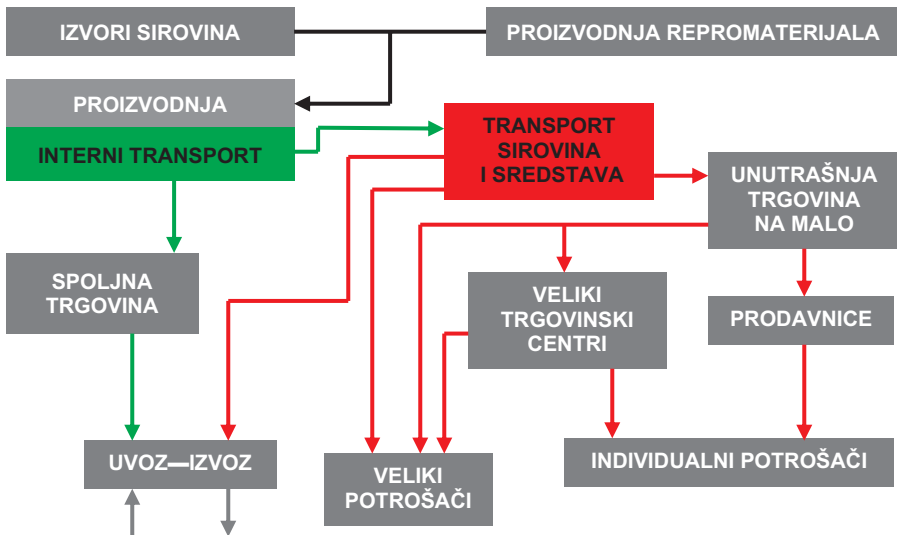 IZVORI SIROVINA
PROIZVODNJA REPROMATERIJALA
PROIZVODNJA
INTERNI TRANSPORT
TRANSPORT
SIROVINA
I SREDSTAVA
UNUTRAŠNJA
TRGOVINA
NA MALO
SPOLJNA
TRGOVINA
VELIKI
TRGOVINSKI
CENTRI
PRODAVNICE
UVOZ—IZVOZ
VELIKI
POTROŠAČI
INDIVIDUALNI POTROŠAČI